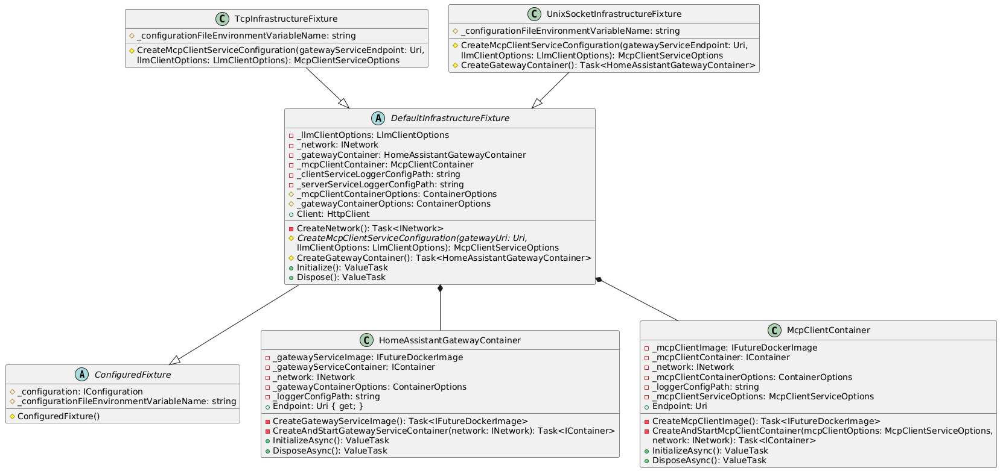 C TcpInfrastructureFixture
_configurationFileEnvironmentVariableName: string
CreateMcpClientServiceConfiguration(gatewayServiceEndpoint: Uri,
llmClientOptions: LlmClientOptions): McpClientServiceOptions
C UnixSocketInfrastructureFixture
_configurationFileEnvironmentVariableName: string
CreateMcpClientServiceConfiguration(gatewayServiceEndpoint: Uri,
llmClientOptions: LlmClientOptions): McpClientServiceOptions
CreateGatewayContainer(): Task<HomeAssistantGatewayContainer>
A DefaultInfrastructureFixture
_llmClientOptions: LlmClientOptions
_network: INetwork
_gatewayContainer: HomeAssistantGatewayContainer
_mcpClientContainer: McpClientContainer
_clientServiceLoggerConfigPath: string
_serverServiceLoggerConfigPath: string
_mcpClientContainerOptions: ContainerOptions
_gatewayContainerOptions: ContainerOptions
Client: HttpClient
CreateNetwork(): Task<INetwork>
CreateMcpClientServiceConfiguration(gatewayUri: Uri,
llmClientOptions: LlmClientOptions): McpClientServiceOptions
CreateGatewayContainer(): Task<HomeAssistantGatewayContainer>
Initialize(): ValueTask
Dispose(): ValueTask
A ConfiguredFixture
_configuration: IConfiguration
_configurationFileEnvironmentVariableName: string
ConfiguredFixture()
C HomeAssistantGatewayContainer
_gatewayServiceImage: IFutureDockerImage
_gatewayServiceContainer: IContainer
_network: INetwork
_gatewayContainerOptions: ContainerOptions
_loggerConfigPath: string
Endpoint: Uri { get; }
CreateGatewayServiceImage(): Task<IFutureDockerImage>
CreateAndStartGatewayServiceContainer(network: INetwork): Task<IContainer>
InitializeAsync(): ValueTask
DisposeAsync(): ValueTask
C McpClientContainer
_mcpClientImage: IFutureDockerImage
_mcpClientContainer: IContainer
_network: INetwork
_mcpClientContainerOptions: ContainerOptions
_loggerConfigPath: string
_mcpClientServiceOptions: McpClientServiceOptions
Endpoint: Uri
CreateMcpClientImage(): Task<IFutureDockerImage>
CreateAndStartMcpClientContainer(mcpClientOptions: McpClientServiceOptions,
network: INetwork): Task<IContainer>
InitializeAsync(): ValueTask
DisposeAsync(): ValueTask